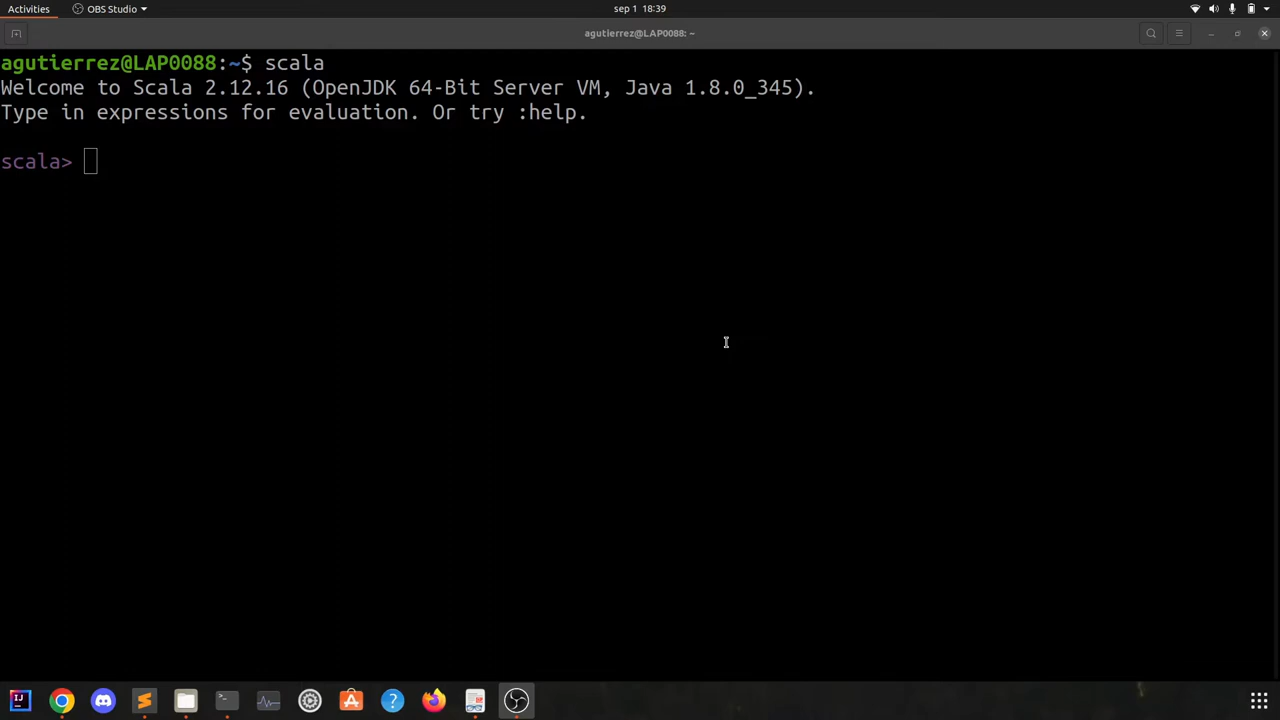 Activities
OBS Studio
sep 1 18:39
agutierrez@LAP0088: ~
agutierrez@LAP0088:~$ scala
Welcome to Scala 2.12.16 (OpenJDK 64-Bit Server VM, Java 1.8.0_345).
Type in expressions for evaluation. Or try :help.
scala>